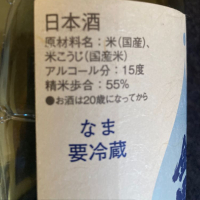 日本酒
原材料名：米(国産)、
米こうじ(国産米)
アルコール分：15度
精米歩合：55%
●お酒は20歳になってから
なま
要冷蔵